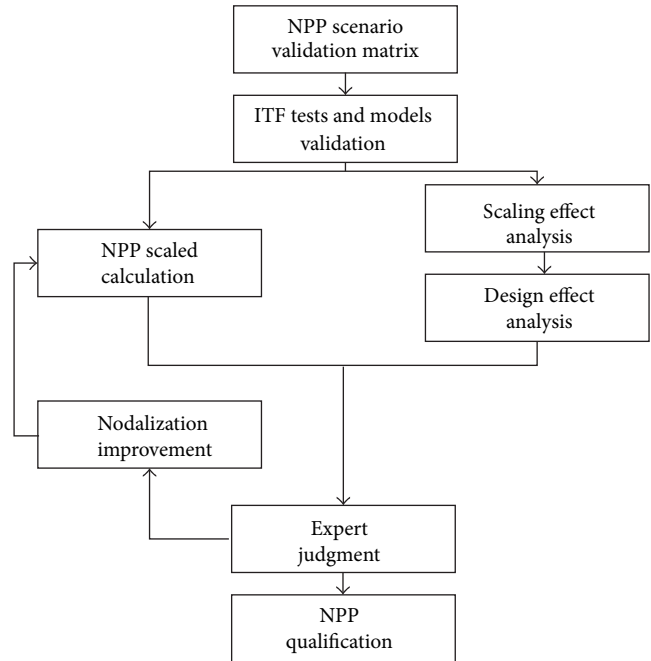 NPP scenario
validation matrix
ITF tests and models
validation
Scaling effect
analysis
NPP scaled
calculation
Design effect
analysis
Nodalization
improvement
Expert
judgment
NPP
qualification